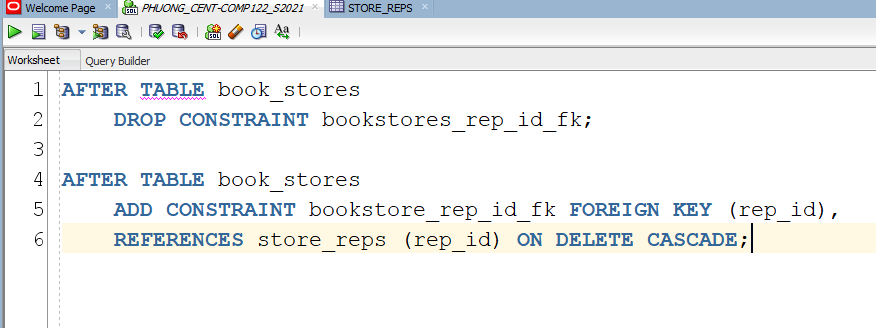 Welcome Page
PHUONG_CENT-COMP122_S2021
STORE_REPS
Worksheet
Query Builder
1 AFTER TABLE book_stores
2 DROP CONSTRAINT bookstores_rep_id_fk;
3
4 AFTER TABLE book_stores
5 ADD CONSTRAINT bookstore_rep_id_fk FOREIGN KEY (rep_id),
6 REFERENCES store_reps (rep_id) ON DELETE CASCADE;